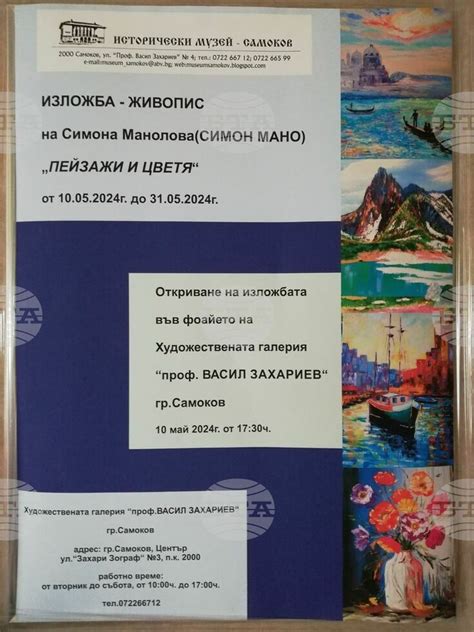 ИСТОРИЧЕСКИ МУЗЕЙ - САМОКОВ
2000 Самоков, ул. "Проф. Васил Захариев" № 4; тел.: 0722 667 12; 0722 665 99
e-mail:museum_samokov@abv.bg; web:museumsamokov.blogspot.com
ИЗЛОЖБА - ЖИВОПИС
на Симона Манолова(СИМОН МАНО)
„ПЕЙЗАЖИ И ЦВЕТЯ“
от 10.05.2024г. до 31.05.2024г.
Откриване на изложбата
във фоайето на
Художествената галерия
“проф. ВАСИЛ ЗАХАРИЕВ“
гр.Самоков
10 май 2024г. от 17:30ч.
Художествената галерия “проф.ВАСИЛ ЗАХАРИЕВ“
гр.Самоков
адрес: гр.Самоков, Център
ул.“Захари Зограф“ №3, п.к. 2000
работно време:
от вторник до събота, от 10:00ч. до 17:00ч.
тел.072266712